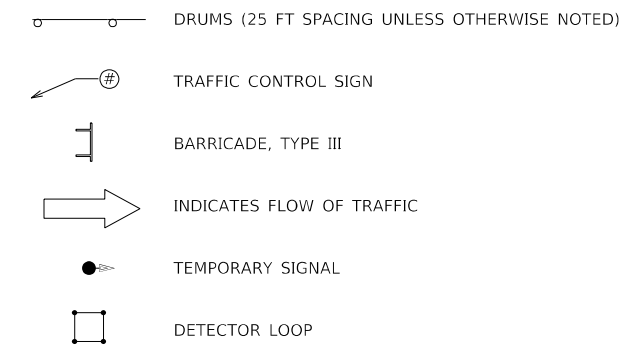 DRUMS (25 FT SPACING UNLESS OTHERWISE NOTED)
# TRAFFIC CONTROL SIGN
BARRICADE, TYPE III
INDICATES FLOW OF TRAFFIC
TEMPORARY SIGNAL
DETECTOR LOOP